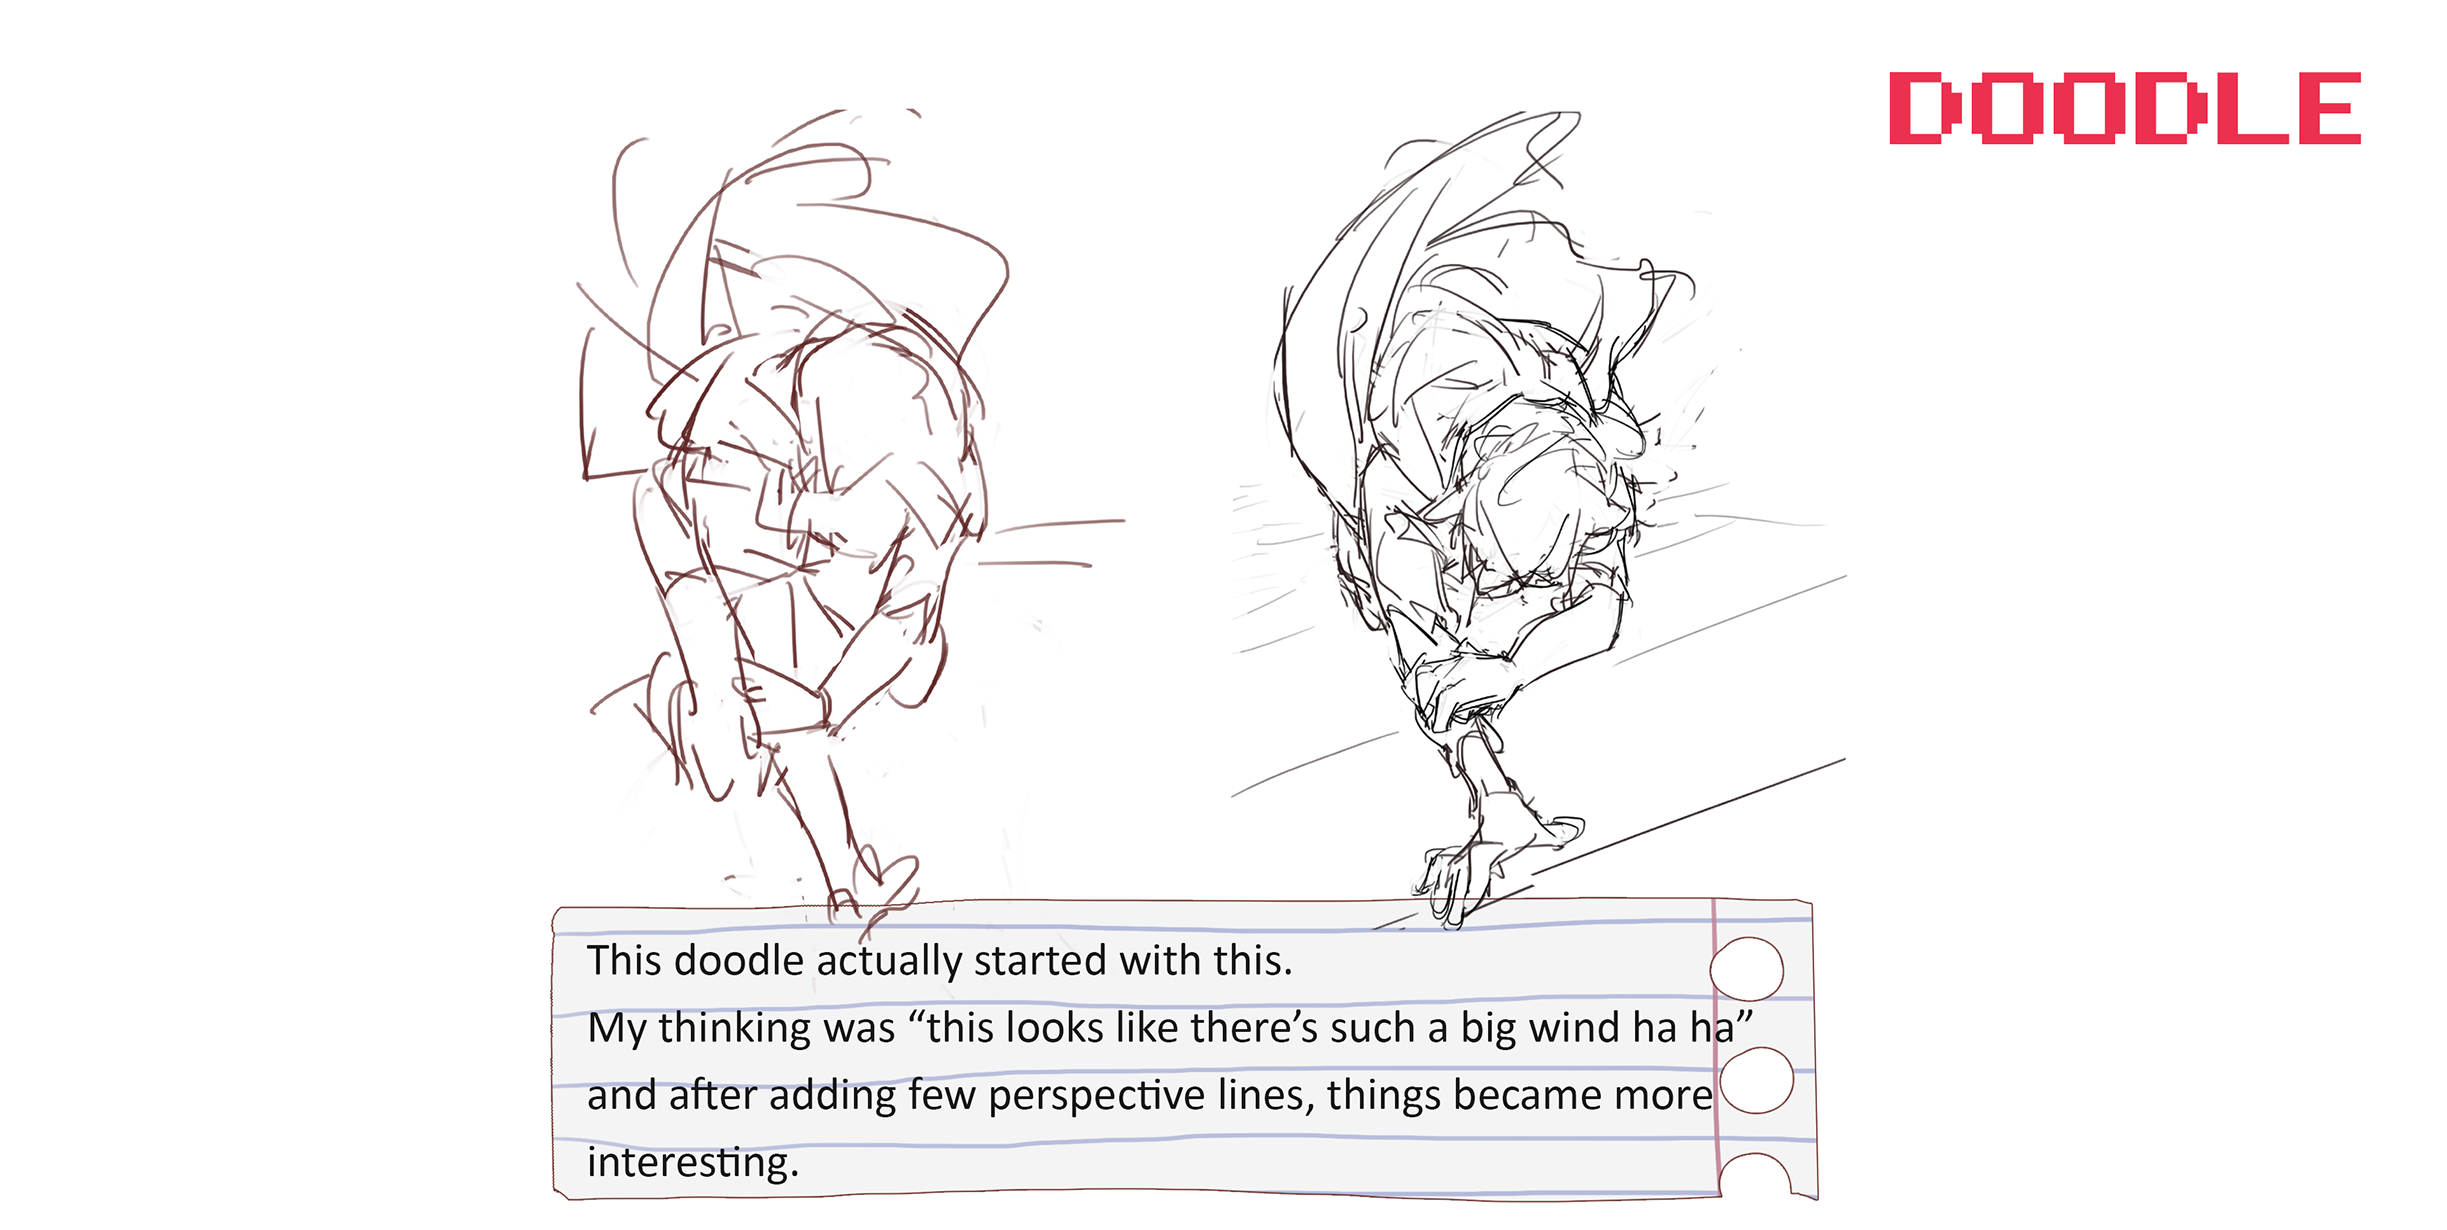 DOODLE
This doodle actually started with this.
My thinking was “this looks like there’s such a big wind ha ha”
and after adding few perspective lines, things became more
interesting.